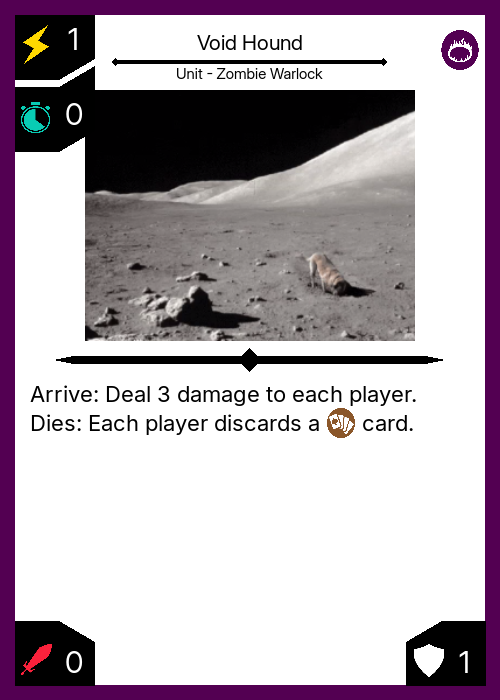 1
Void Hound
Unit - Zombie Warlock
0
Arrive: Deal 3 damage to each player.
Dies: Each player discards a card.
0
1